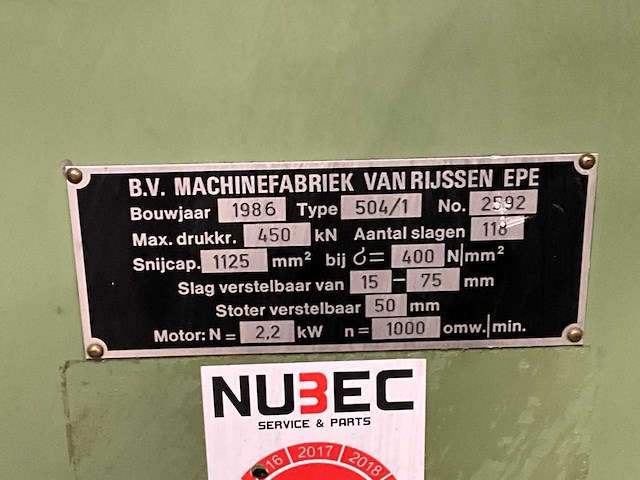 B.V. MACHINEFABRIEK VAN RIJSSEN EPE
Bouwjaar 1986 Type 504/1 No. 2592
Max. drukkr. 450 kN Aantal slagen 118
Snijcap. 1125 mm² bij σ= 400 N/mm²
Slag verstelbaar van 15 – 75 mm
Stoter verstelbaar 50 mm
Motor: N = 2,2 kW n = 1000 omw./min.
NUBEC
SERVICE & PARTS
2017 2018